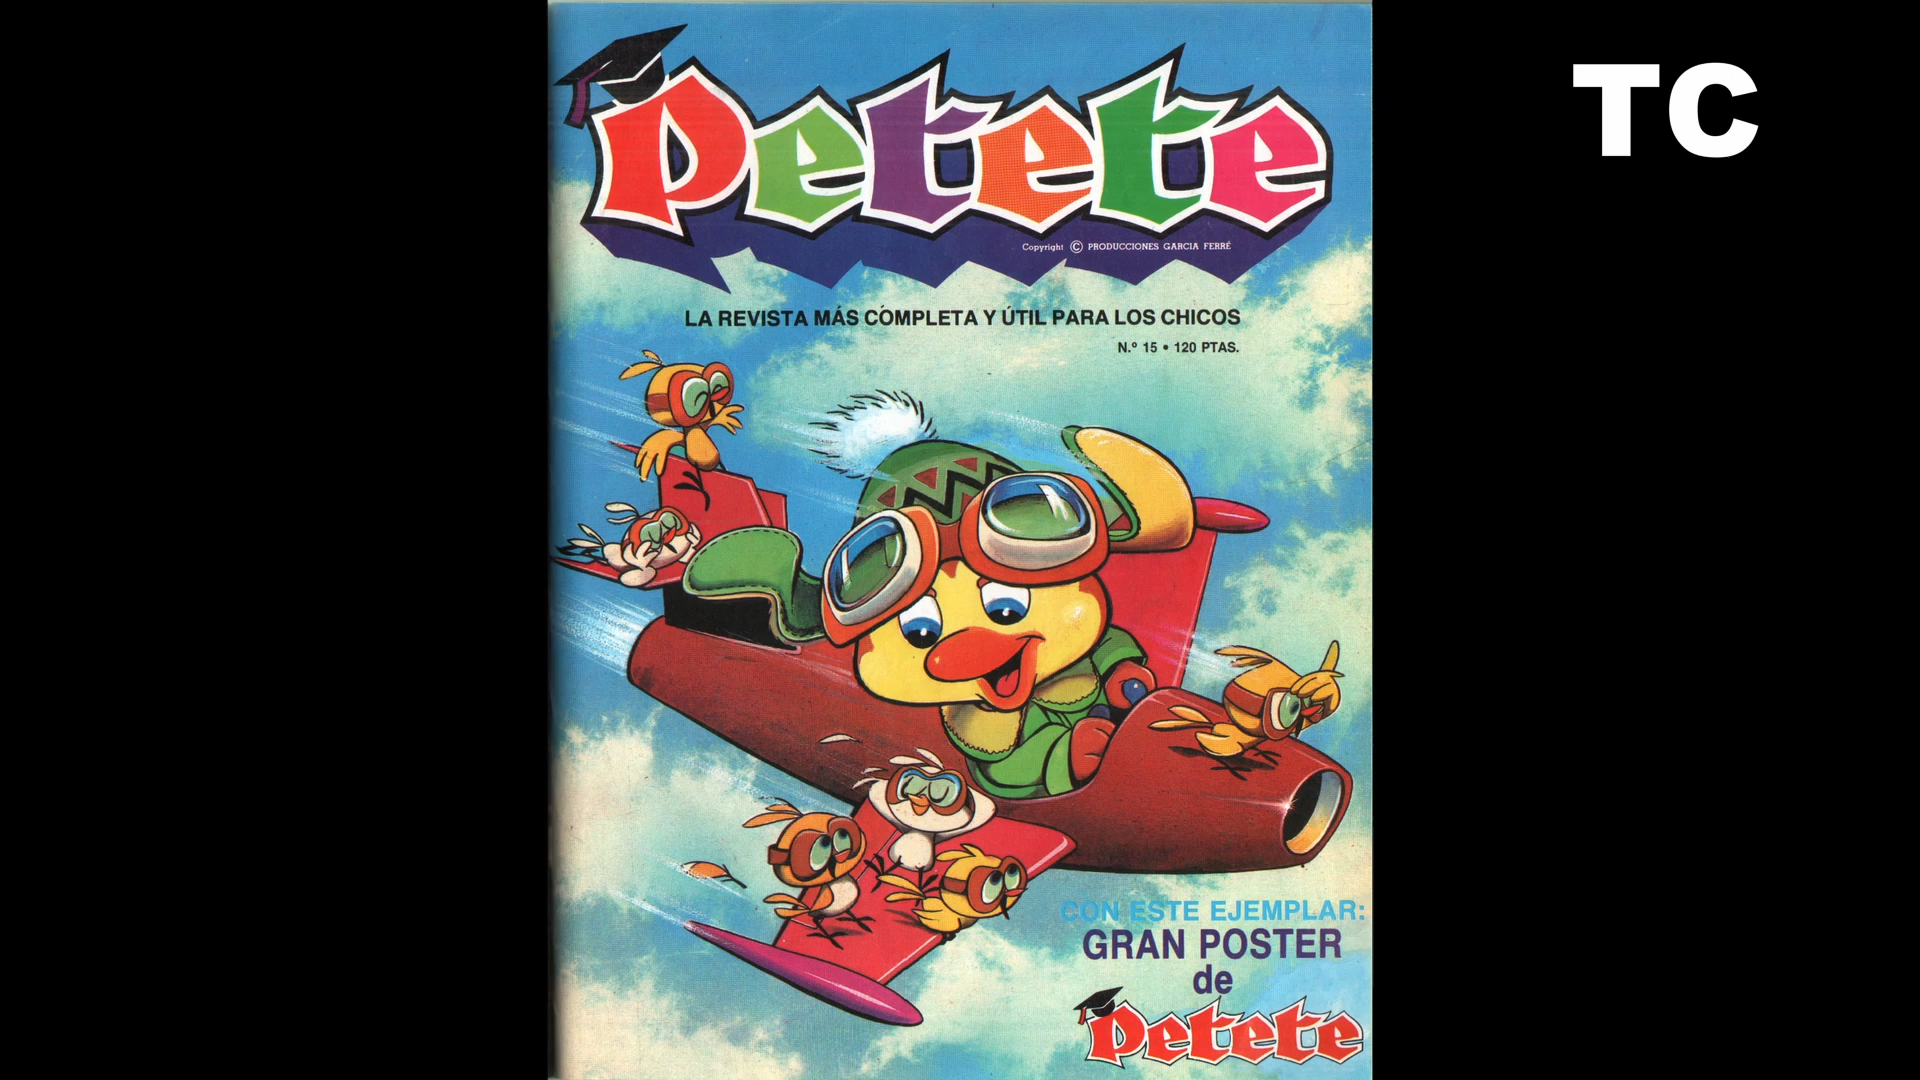 TC
Petete
Copyright © PRODUCCIONES GARCIA FERRÉ
LA REVISTA MÁS COMPLETA Y ÚTIL PARA LOS CHICOS
N.º 15 • 120 PTAS.
CON ESTE EJEMPLAR:
GRAN POSTER
de
Petete